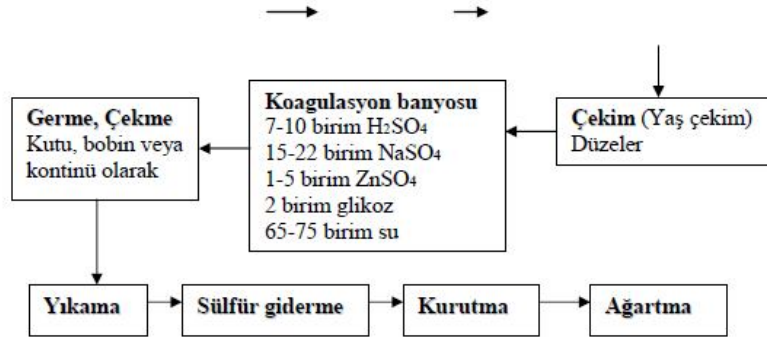 Germe, Çekme
Kutu, bobin veya
kontinü olarak
Koagulasyon banyosu
7-10 birim H₂SO₄
15-22 birim NaSO₄
1-5 birim ZnSO₄
2 birim glikoz
65-75 birim su
Çekim (Yaş çekim)
Düzeler
Yıkama
Sülfür giderme
Kurutma
Ağartma